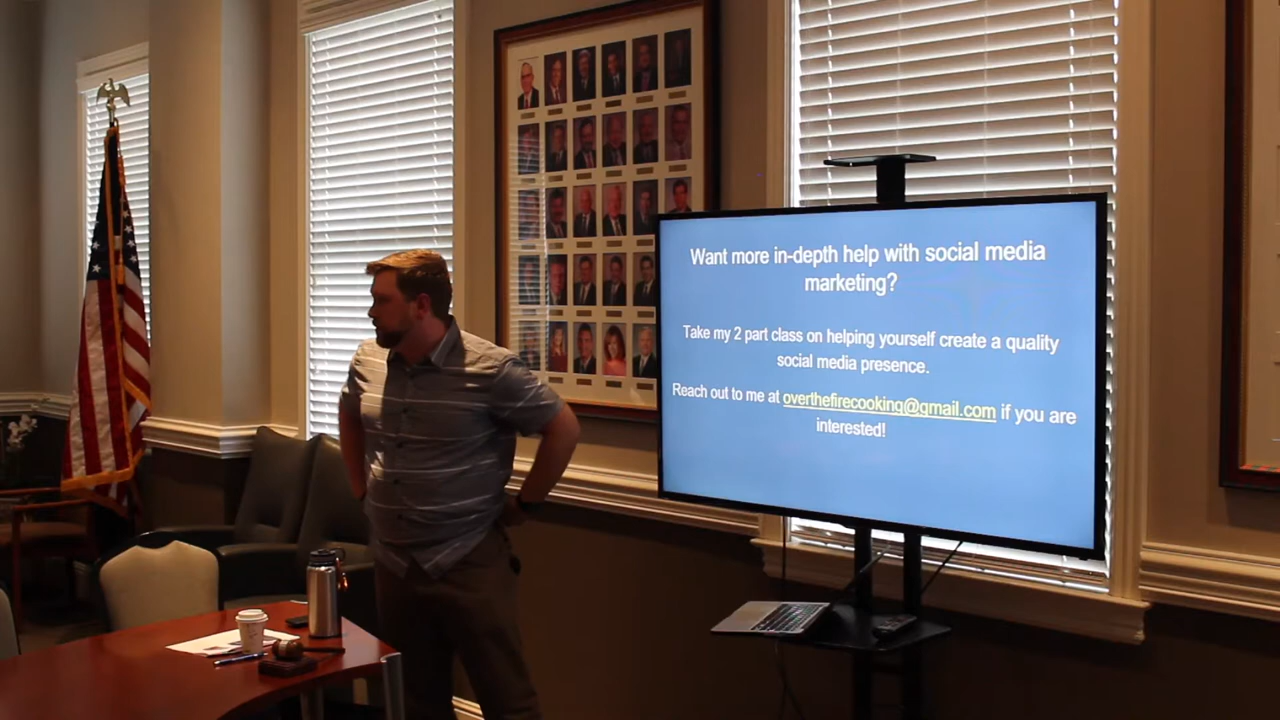 Want more in-depth help with social media
marketing?
Take my 2 part class on helping yourself create a quality
social media presence.
Reach out to me at overthefirecooking@gmail.com if you are
interested!